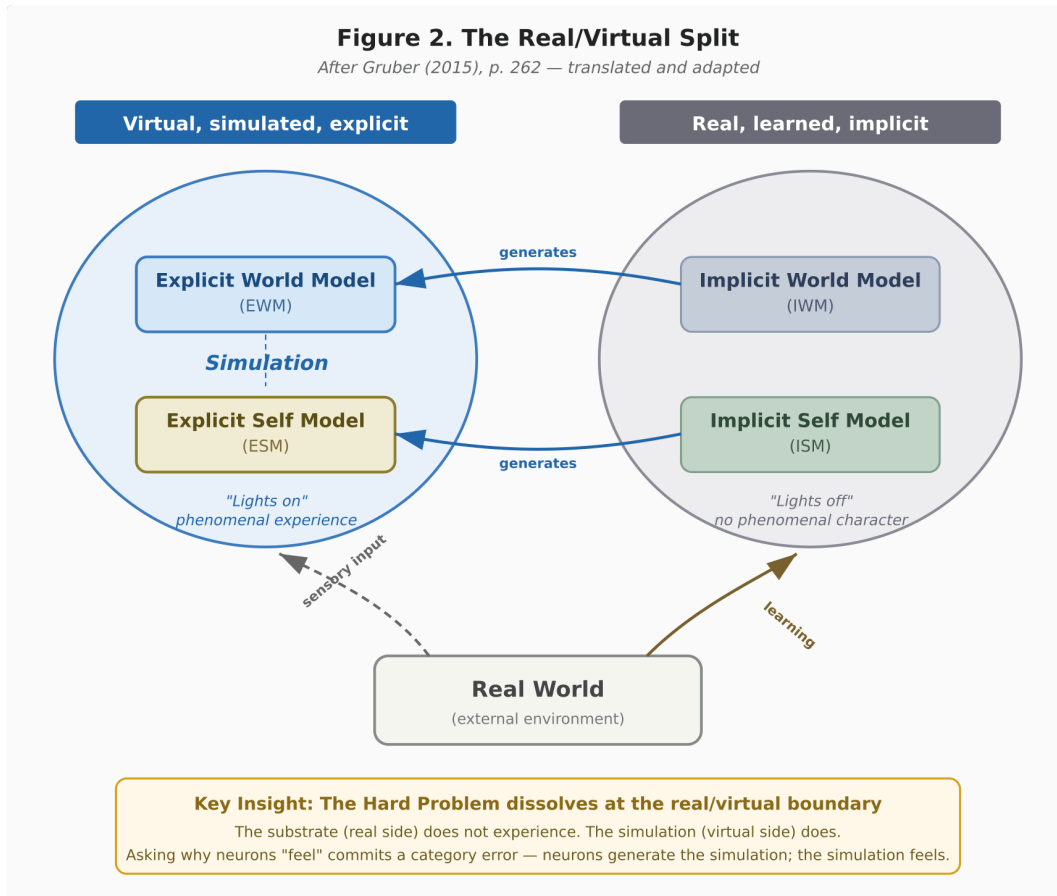 Figure 2. The Real/Virtual Split
After Gruber (2015), p. 262 — translated and adapted
Virtual, simulated, explicit
Real, learned, implicit
generates
Explicit World Model
(EWM)
Implicit World Model
(IWM)
Simulation
Explicit Self Model
(ESM)
Implicit Self Model
(ISM)
generates
"Lights on"
phenomenal experience
"Lights off"
no phenomenal character
sensory input
learning
Real World
(external environment)
Key Insight: The Hard Problem dissolves at the real/virtual boundary
The substrate (real side) does not experience. The simulation (virtual side) does.
Asking why neurons "feel" commits a category error — neurons generate the simulation; the simulation feels.